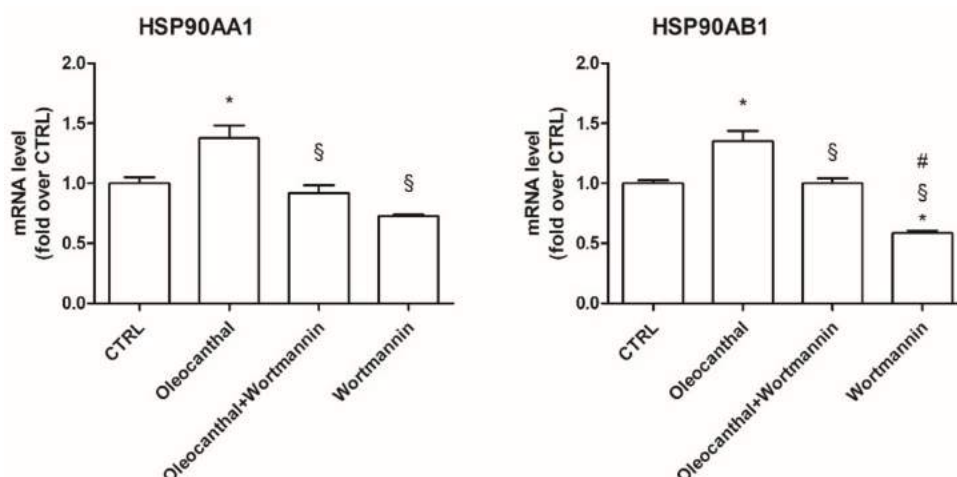 HSP90AA1
mRNA level
(fold over CTRL)
2.0
1.5
1.0
0.5
0.0
*
§
§
CTRL
Oleocanthal
Oleocanthal+Wortmannin
Wortmannin
HSP90AB1
mRNA level
(fold over CTRL)
2.0
1.5
1.0
0.5
0.0
*
§
#
§
*
CTRL
Oleocanthal
Oleocanthal+Wortmannin
Wortmannin